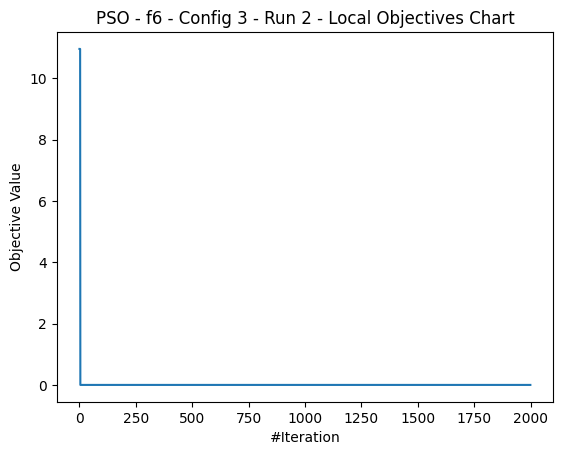 PSO - f6 - Config 3 - Run 2 - Local Objectives Chart
10
8
6
4
2
0
Objective Value
0 250 500 750 1000 1250 1500 1750 2000
#Iteration